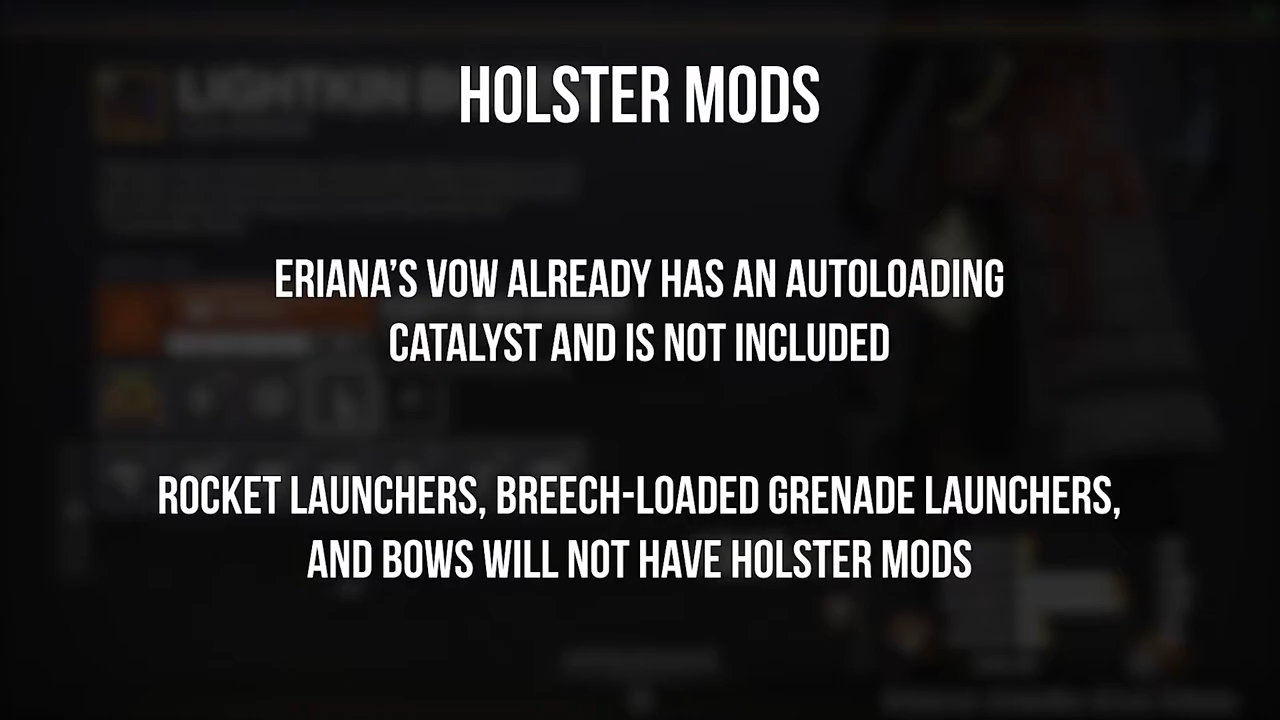 HOLSTER MODS
ERIANA'S VOW ALREADY HAS AN AUTOLOADING
CATALYST AND IS NOT INCLUDED
ROCKET LAUNCHERS, BREECH-LOADED GRENADE LAUNCHERS,
AND BOWS WILL NOT HAVE HOLSTER MODS